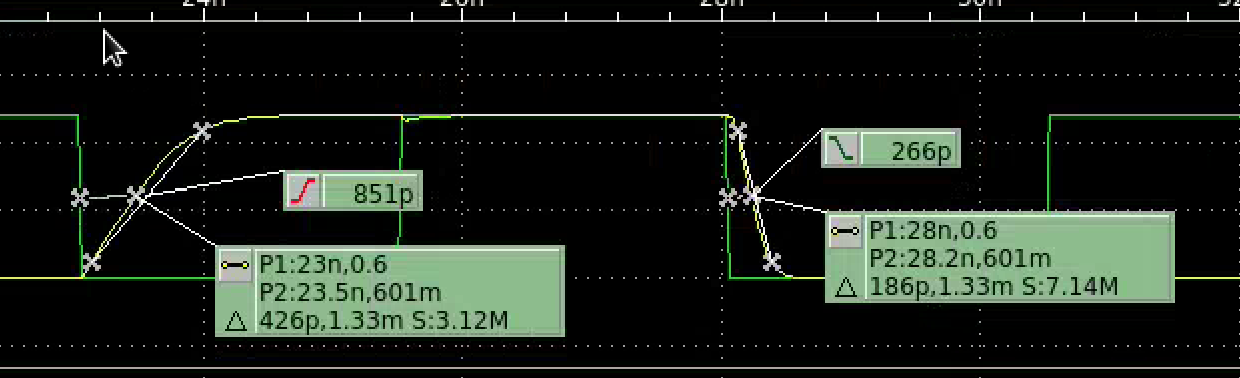 24n 26n 28n 30n
266p
851p
P1:28n,0.6
P2:28.2n,601m
186p,1.33m S:7.14M
P1:23n,0.6
P2:23.5n,601m
426p,1.33m S:3.12M